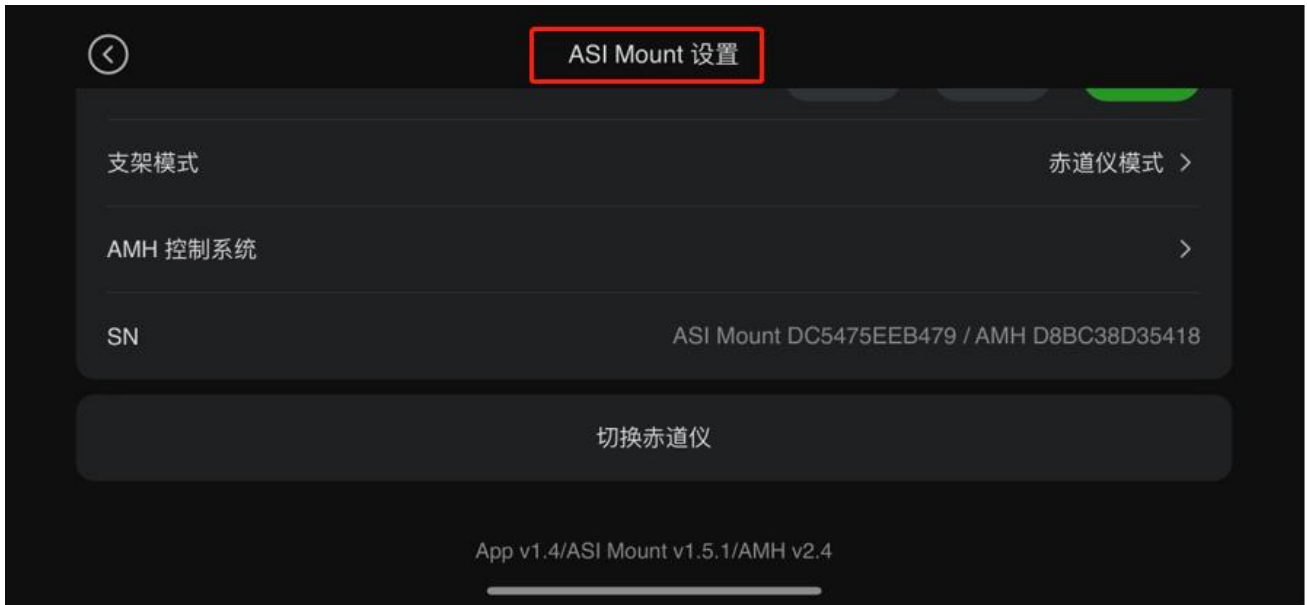 ASI Mount 设置
支架模式 赤道仪模式
AMH 控制系统
SN ASI Mount DC5475EEB479 / AMH D8BC38D35418
切换赤道仪
App v1.4/ASI Mount v1.5.1/AMH v2.4